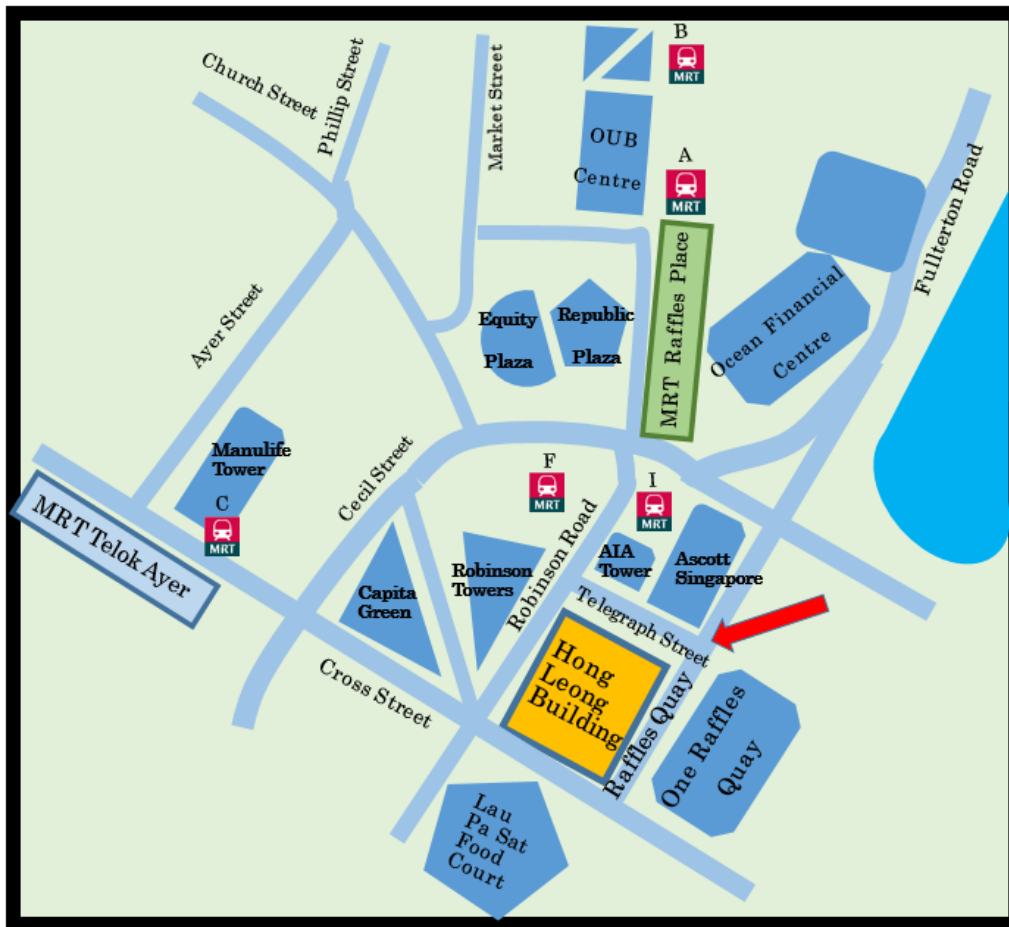 B
MRT
Church Street
Phillip Street
Market Street
OUB
Centre
A
MRT
Fullterton Road
MRT Raffles Place
Ayer Street
Equity
Plaza
Republic
Plaza
Ocean Financial
Centre
Manulife
Tower
C
MRT
MRT Telok Ayer
Cecil Street
F
MRT
I
MRT
Robinson Road
AIA
Tower
Ascott
Singapore
Capita
Green
Robinson
Towers
Telegraph Street
Cross Street
Hong
Leong
Building
Raffles Quay
One Raffles
Quay
Lau
Pa Sat
Food
Court